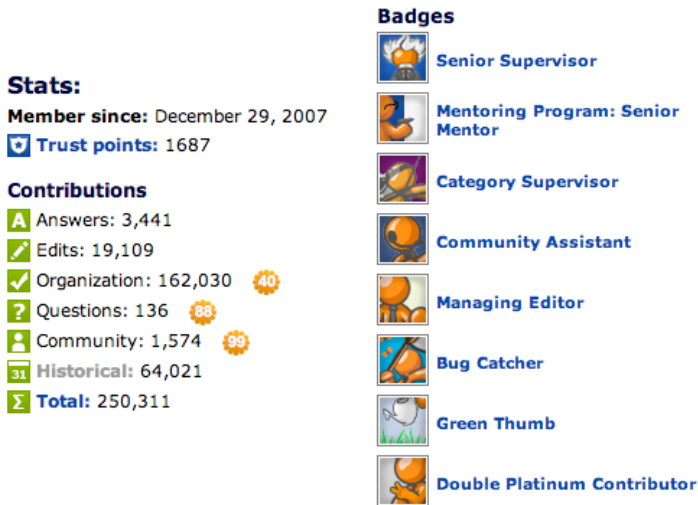 Stats:
Member since: December 29, 2007
Trust points: 1687
Contributions
A Answers: 3,441
Edits: 19,109
Organization: 162,030 40
? Questions: 136 88
Community: 1,574 99
31 Historical: 64,021
Σ Total: 250,311
Badges
Senior Supervisor
Mentoring Program: Senior
Mentor
Category Supervisor
Community Assistant
Managing Editor
Bug Catcher
Green Thumb
Double Platinum Contributor